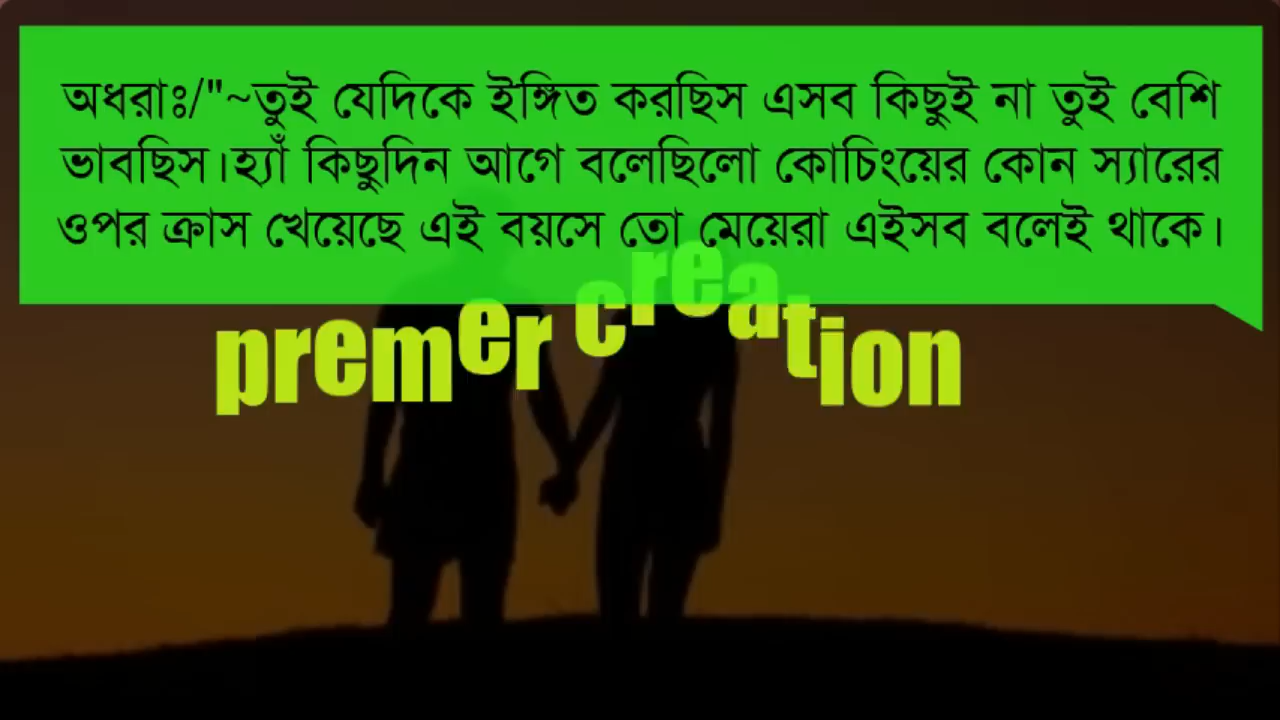 অধরাঃ/"~তুই যেদিকে ইঙ্গিত করছিস এসব কিছুই না তুই বেশি
ভাবছিস।হ্যাঁ কিছুদিন আগে বলেছিলো কোচিংয়ের কোন স্যারের
ওপর ক্রাস খেয়েছে এই বয়সে তো মেয়েরা এইসব বলেই থাকে।
premer creation